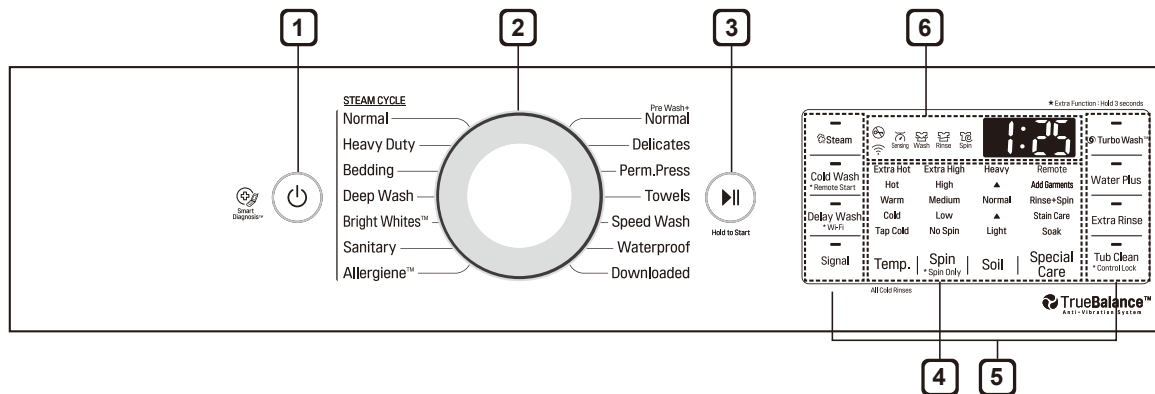 1
2
3
6
STEAM CYCLE
Normal
Heavy Duty
Bedding
Deep Wash
Bright Whites™
Sanitary
Allergiene™
Pre Wash+
Normal
Delicates
Perm.Press
Towels
Speed Wash
Waterproof
Downloaded
Smart
Diagnosis™
Hold to Start
* Extra Function : Hold 3 seconds
Steam
Cold Wash
* Remote Start
Delay Wash
* Wi-Fi
Signal
Sensing Wash Rinse Spin
1:25
Extra Hot Extra High Heavy Remote
Hot High ▲ Add Garments
Warm Medium Normal Rinse+Spin
Cold Low ▲ Stain Care
Tap Cold No Spin Light Soak
Temp. Spin Soil Special
* Spin Only Care
All Cold Rinses
TurboWash™
Water Plus
Extra Rinse
Tub Clean
* Control Lock
TrueBalance™
Anti-Vibration System
4
5